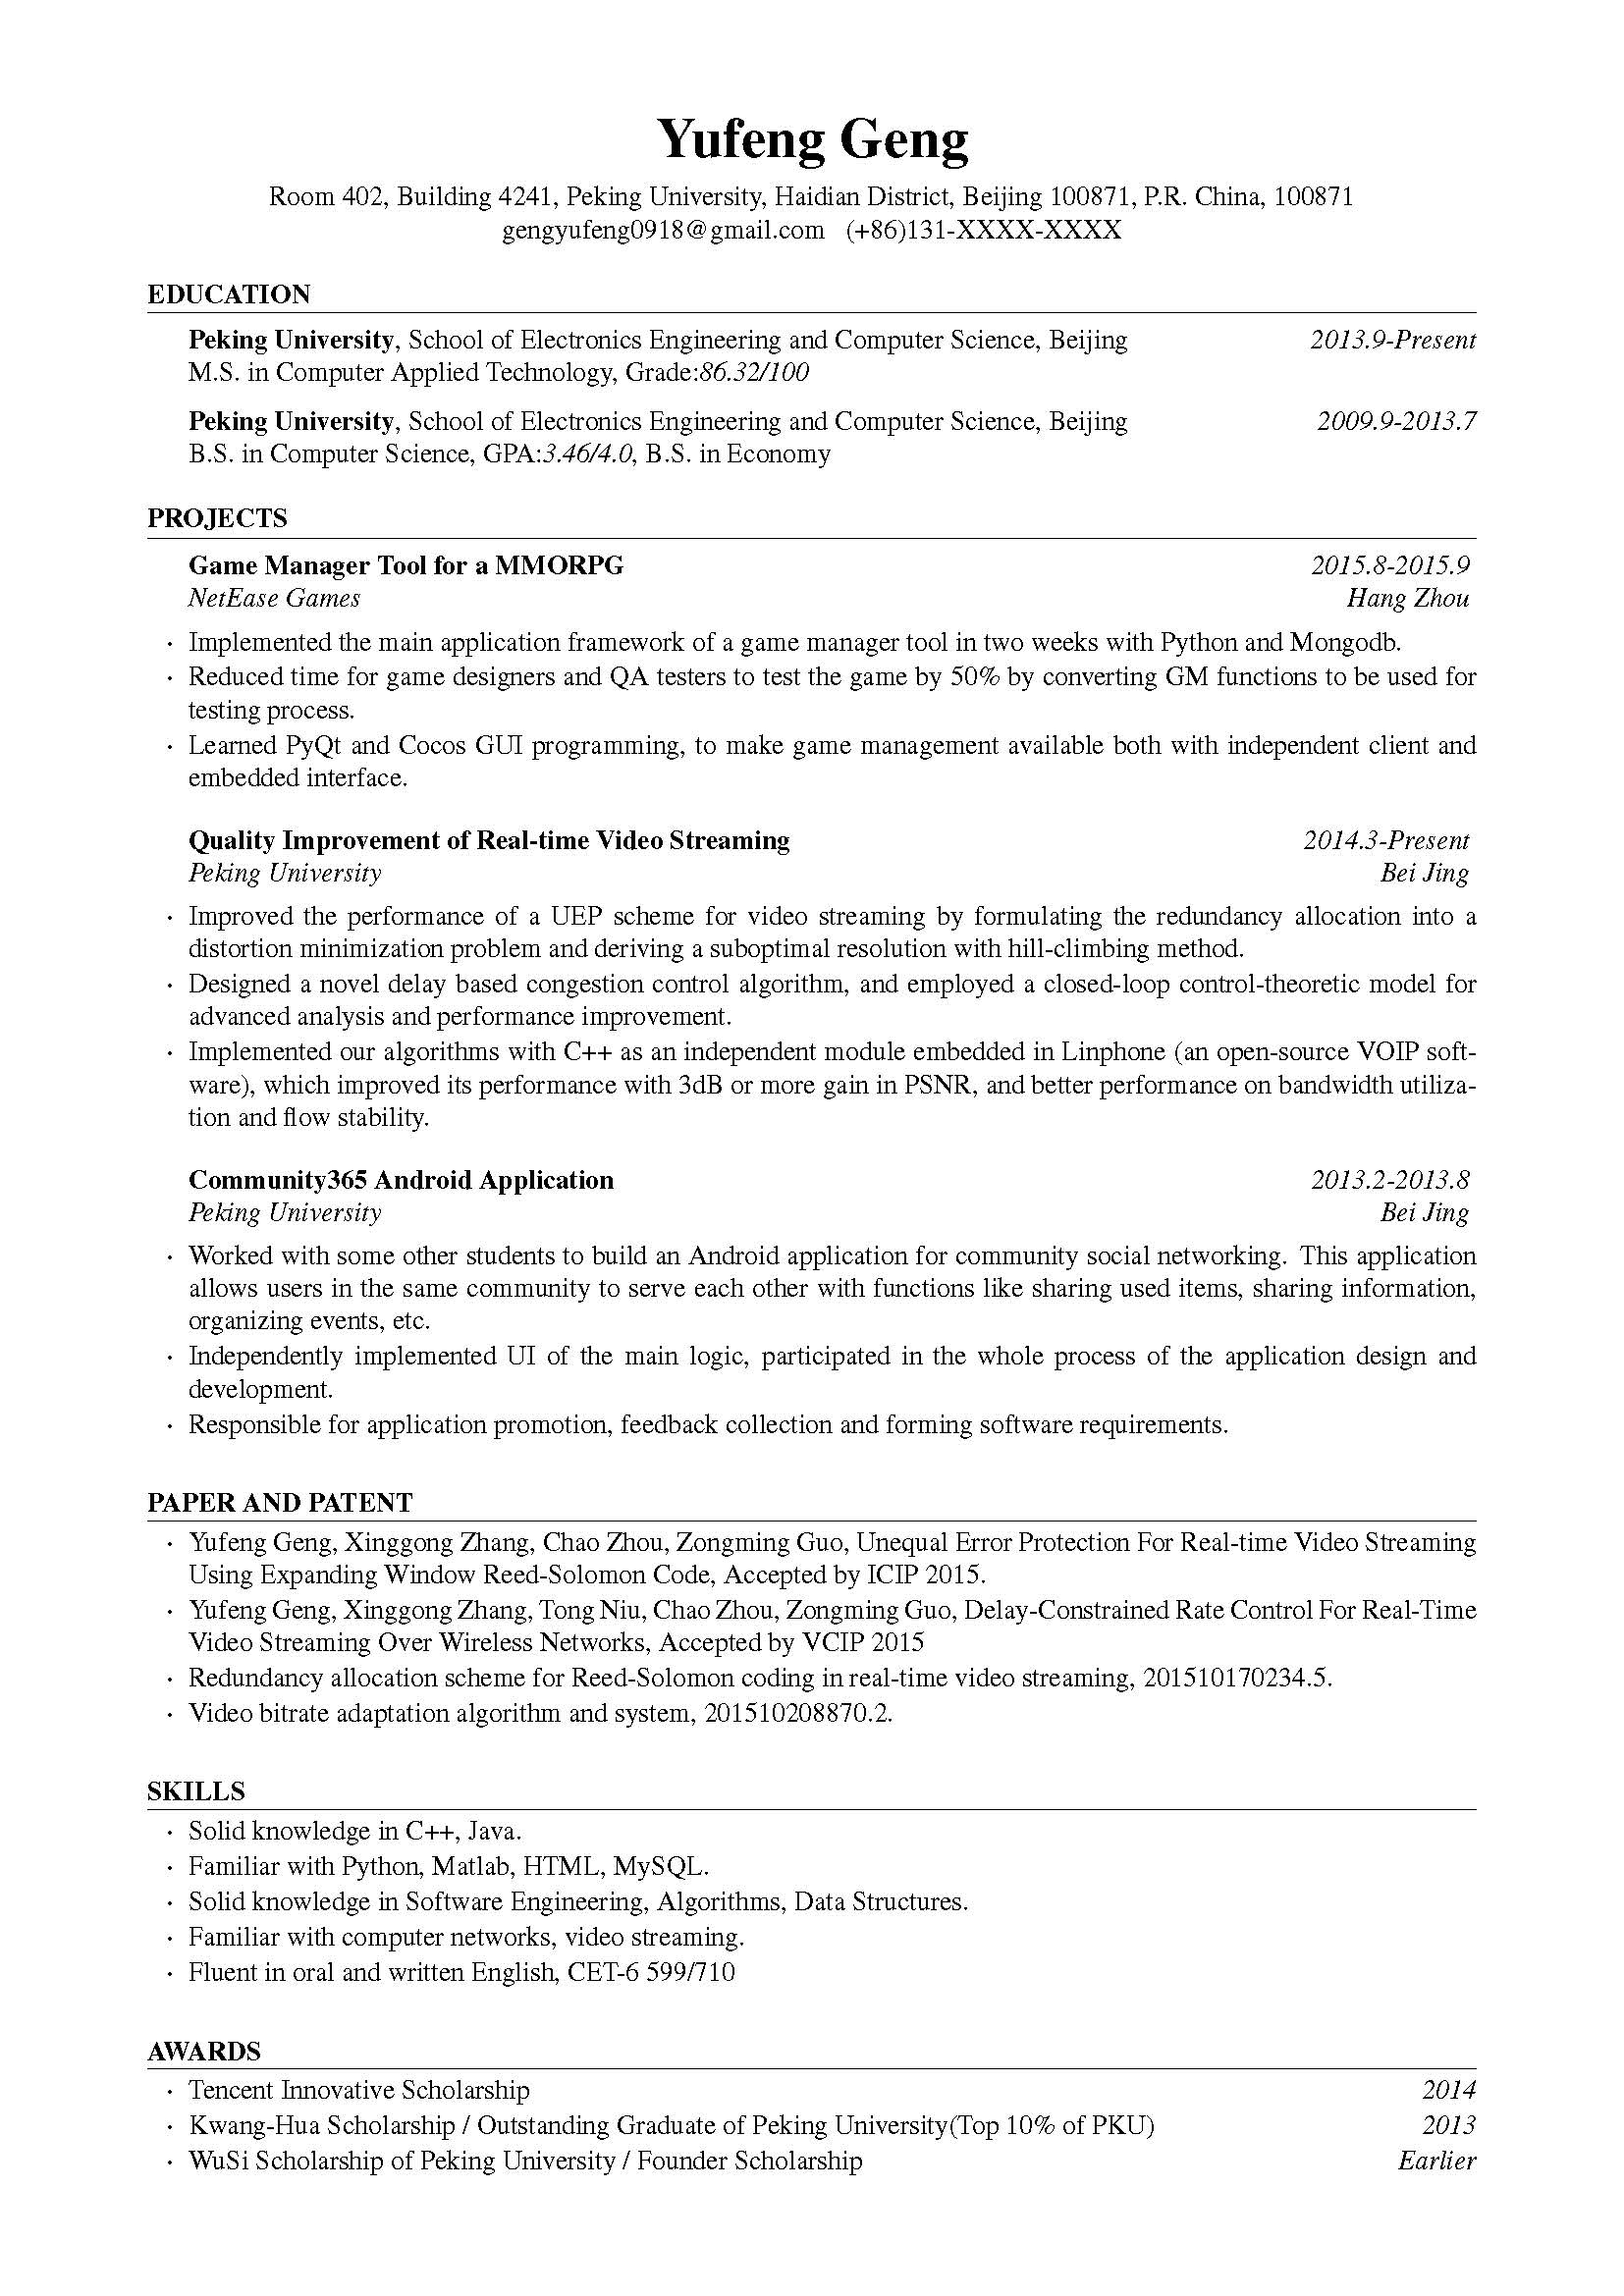 Yufeng Geng
Room 402, Building 4241, Peking University, Haidian District, Beijing 100871, P.R. China, 100871
gengyufeng0918@gmail.com (+86)131-XXXX-XXXX
EDUCATION
Peking University, School of Electronics Engineering and Computer Science, Beijing 2013.9-Present
M.S. in Computer Applied Technology, Grade:86.32/100
Peking University, School of Electronics Engineering and Computer Science, Beijing 2009.9-2013.7
B.S. in Computer Science, GPA:3.46/4.0, B.S. in Economy
PROJECTS
Game Manager Tool for a MMORPG 2015.8-2015.9
NetEase Games Hang Zhou
· Implemented the main application framework of a game manager tool in two weeks with Python and Mongodb.
· Reduced time for game designers and QA testers to test the game by 50% by converting GM functions to be used for
testing process.
· Learned PyQt and Cocos GUI programming, to make game management available both with independent client and
embedded interface.
Quality Improvement of Real-time Video Streaming 2014.3-Present
Peking University Bei Jing
· Improved the performance of a UEP scheme for video streaming by formulating the redundancy allocation into a
distortion minimization problem and deriving a suboptimal resolution with hill-climbing method.
· Designed a novel delay based congestion control algorithm, and employed a closed-loop control-theoretic model for
advanced analysis and performance improvement.
· Implemented our algorithms with C++ as an independent module embedded in Linphone (an open-source VOIP soft-
ware), which improved its performance with 3dB or more gain in PSNR, and better performance on bandwidth utiliza-
tion and flow stability.
Community365 Android Application 2013.2-2013.8
Peking University Bei Jing
· Worked with some other students to build an Android application for community social networking. This application
allows users in the same community to serve each other with functions like sharing used items, sharing information,
organizing events, etc.
· Independently implemented UI of the main logic, participated in the whole process of the application design and
development.
· Responsible for application promotion, feedback collection and forming software requirements.
PAPER AND PATENT
· Yufeng Geng, Xinggong Zhang, Chao Zhou, Zongming Guo, Unequal Error Protection For Real-time Video Streaming
Using Expanding Window Reed-Solomon Code, Accepted by ICIP 2015.
· Yufeng Geng, Xinggong Zhang, Tong Niu, Chao Zhou, Zongming Guo, Delay-Constrained Rate Control For Real-Time
Video Streaming Over Wireless Networks, Accepted by VCIP 2015
· Redundancy allocation scheme for Reed-Solomon coding in real-time video streaming, 201510170234.5.
· Video bitrate adaptation algorithm and system, 201510208870.2.
SKILLS
· Solid knowledge in C++, Java.
· Familiar with Python, Matlab, HTML, MySQL.
· Solid knowledge in Software Engineering, Algorithms, Data Structures.
· Familiar with computer networks, video streaming.
· Fluent in oral and written English, CET-6 599/710
AWARDS
· Tencent Innovative Scholarship 2014
· Kwang-Hua Scholarship / Outstanding Graduate of Peking University(Top 10% of PKU) 2013
· WuSi Scholarship of Peking University / Founder Scholarship Earlier